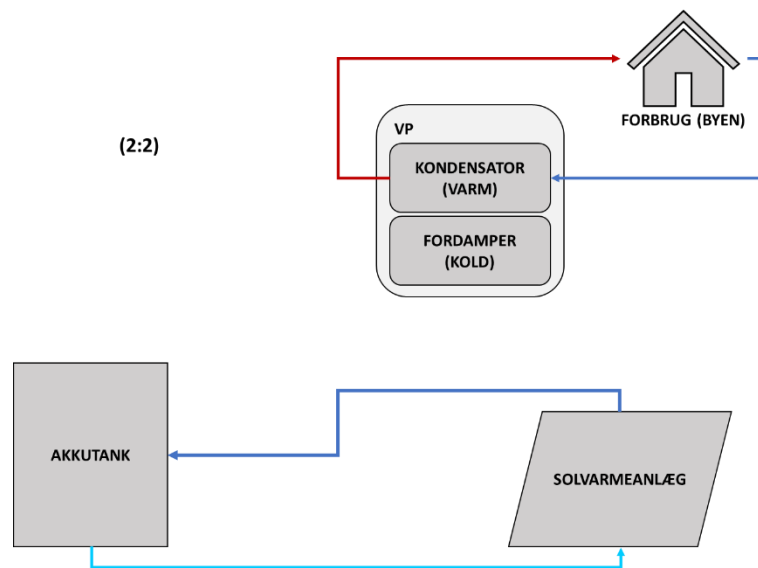 FORBRUG (BYEN)
VP
(2:2)
KONDENSATOR
(VARM)
FORDAMPER
(KOLD)
AKKUTANK
SOLVARMEANLÆG